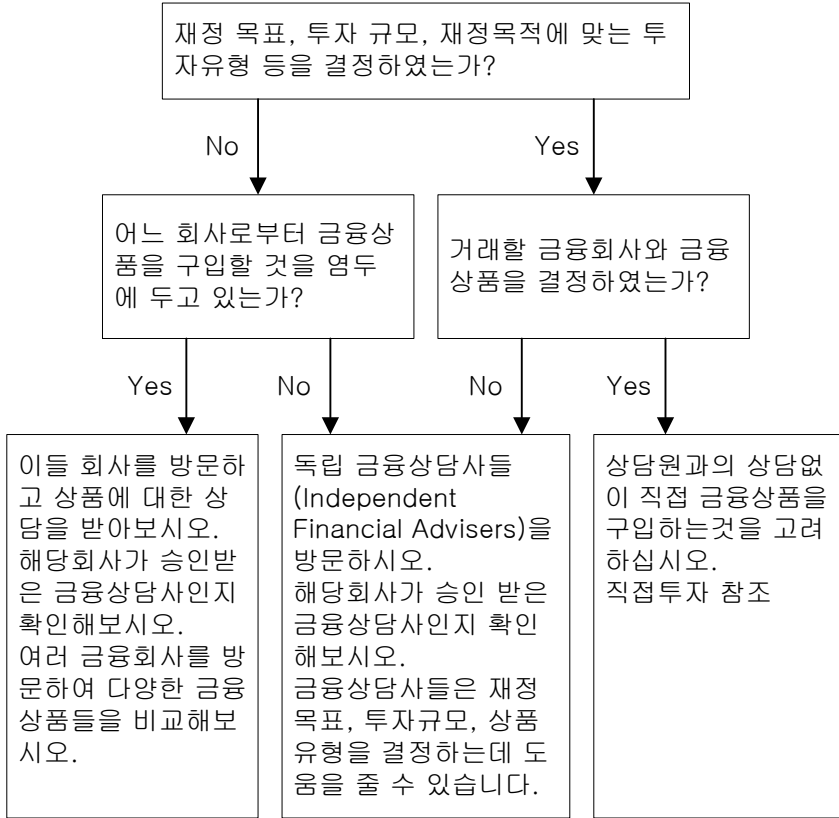 재정 목표, 투자 규모, 재정목적에 맞는 투
자유형 등을 결정하였는가?
No
Yes
어느 회사로부터 금융상
품을 구입할 것을 염두
에 두고 있는가?
거래할 금융회사와 금융
상품을 결정하였는가?
Yes
No
No
Yes
이들 회사를 방문하
고 상품에 대한 상
담을 받아보시오.
해당회사가 승인받
은 금융상담사인지
확인해보시오.
여러 금융회사를 방
문하여 다양한 금융
상품들을 비교해보
시오.
독립 금융상담사들
(Independent
Financial Advisers)을
방문하시오.
해당회사가 승인 받은
금융상담사인지 확인
해보시오.
금융상담사들은 재정
목표, 투자규모, 상품
유형을 결정하는데 도
움을 줄 수 있습니다.
상담원과의 상담없
이 직접 금융상품을
구입하는것을 고려
하십시오.
직접투자 참조